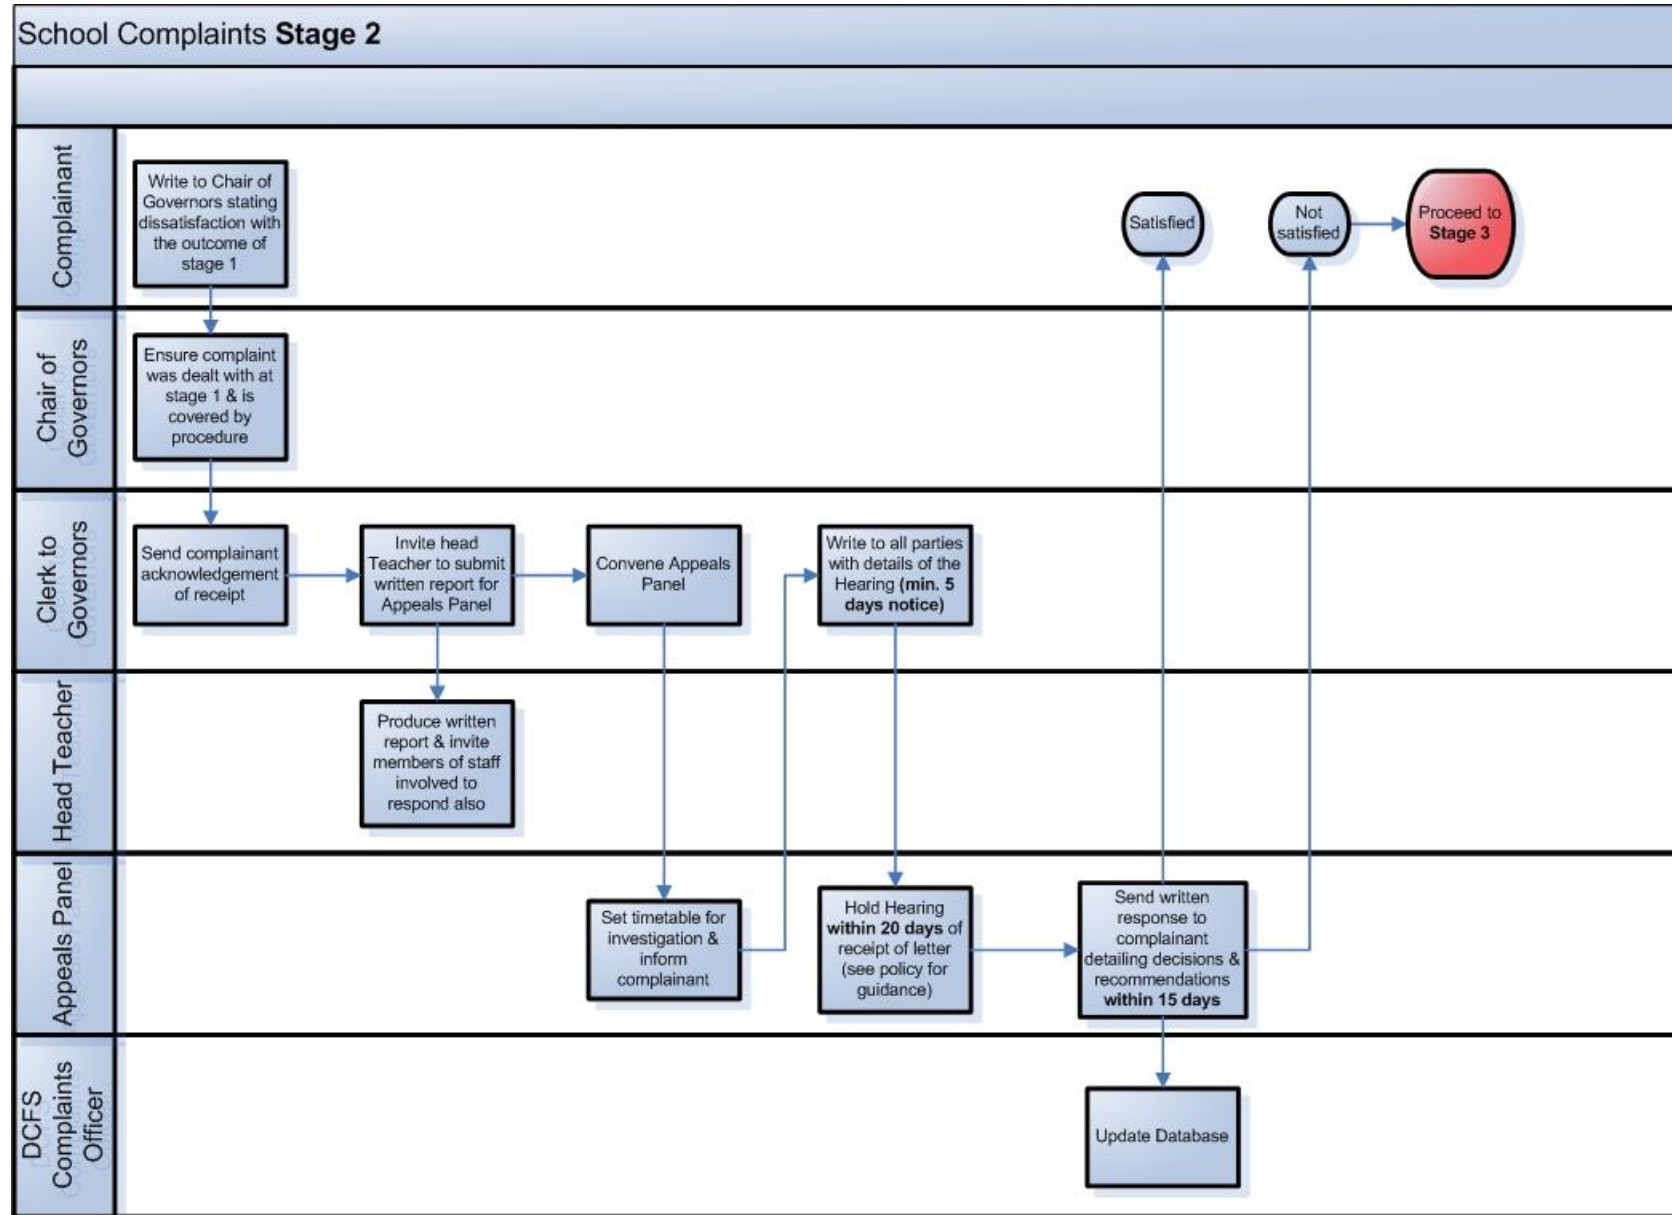 School Complaints Stage 2
Complainant
Write to Chair of
Governors stating
dissatisfaction with
the outcome of
stage 1
Satisfied
Not
satisfied
Proceed to
Stage 3
Chair of
Governors
Ensure complaint
was dealt with at
stage 1 & is
covered by
procedure
Clerk to
Governors
Send complainant
acknowledgement
of receipt
Invite head
Teacher to submit
written report for
Appeals Panel
Convene Appeals
Panel
Write to all parties
with details of the
Hearing (min. 5
days notice)
Head Teacher
Produce written
report & invite
members of staff
involved to
respond also
Appeals Panel
Set timetable for
investigation &
inform
complainant
Hold Hearing
within 20 days of
receipt of letter
(see policy for
guidance)
Send written
response to
complainant
detailing decisions &
recommendations
within 15 days
DCFS
Complaints
Officer
Update Database